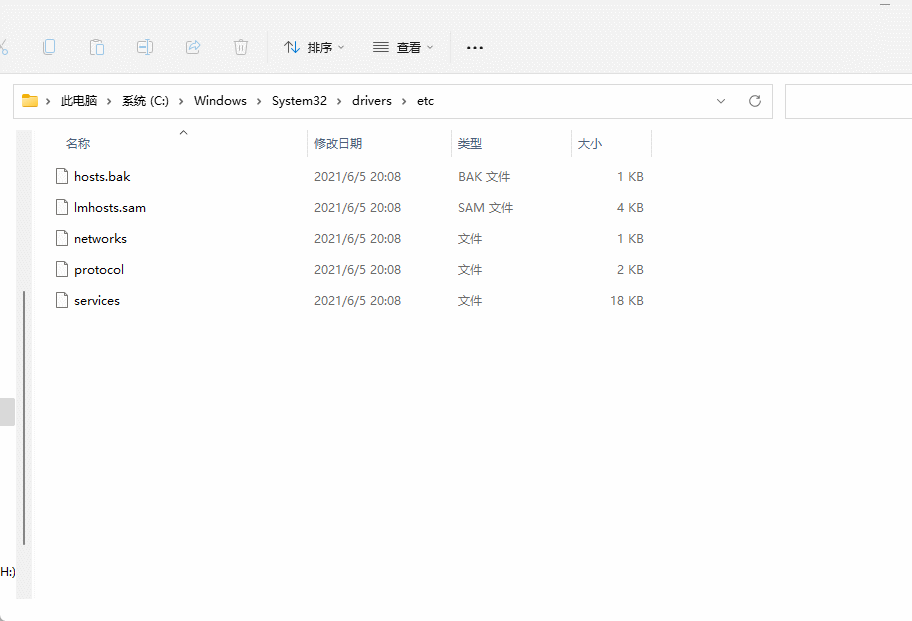 排序 查看
此电脑 系统 (C:) Windows System32 drivers etc
名称 修改日期 类型 大小
hosts.bak 2021/6/5 20:08 BAK 文件 1 KB
lmhosts.sam 2021/6/5 20:08 SAM 文件 4 KB
networks 2021/6/5 20:08 文件 1 KB
protocol 2021/6/5 20:08 文件 2 KB
services 2021/6/5 20:08 文件 18 KB
H:)